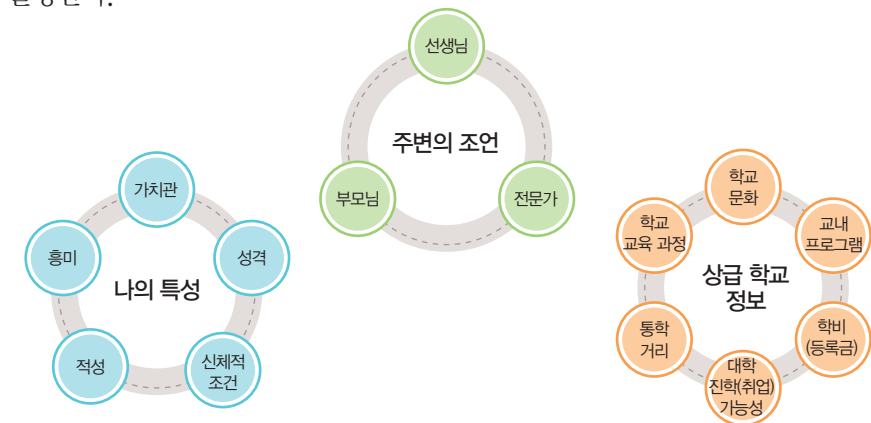 선생님
주변의 조언
부모님
전문가
가치관
흥미
성격
나의 특성
적성
신체적
조건
학교
문화
학교
교육 과정
교내
프로그램
상급 학교
정보
통학
거리
학비
(등록금)
대학
진학(취업)
가능성